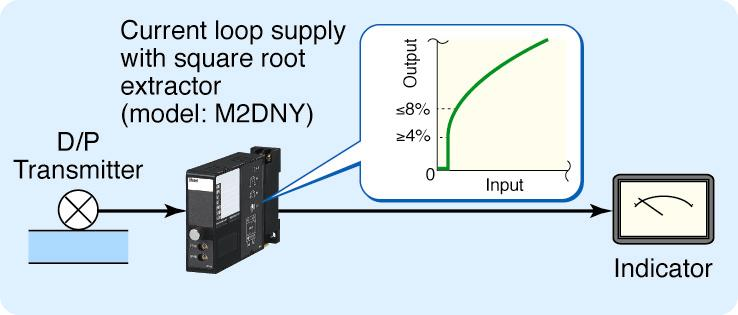 Current loop supply
with square root
extractor
(model: M2DNY)
D/P
Transmitter
Output
≤8%
≥4%
0
Input
Indicator